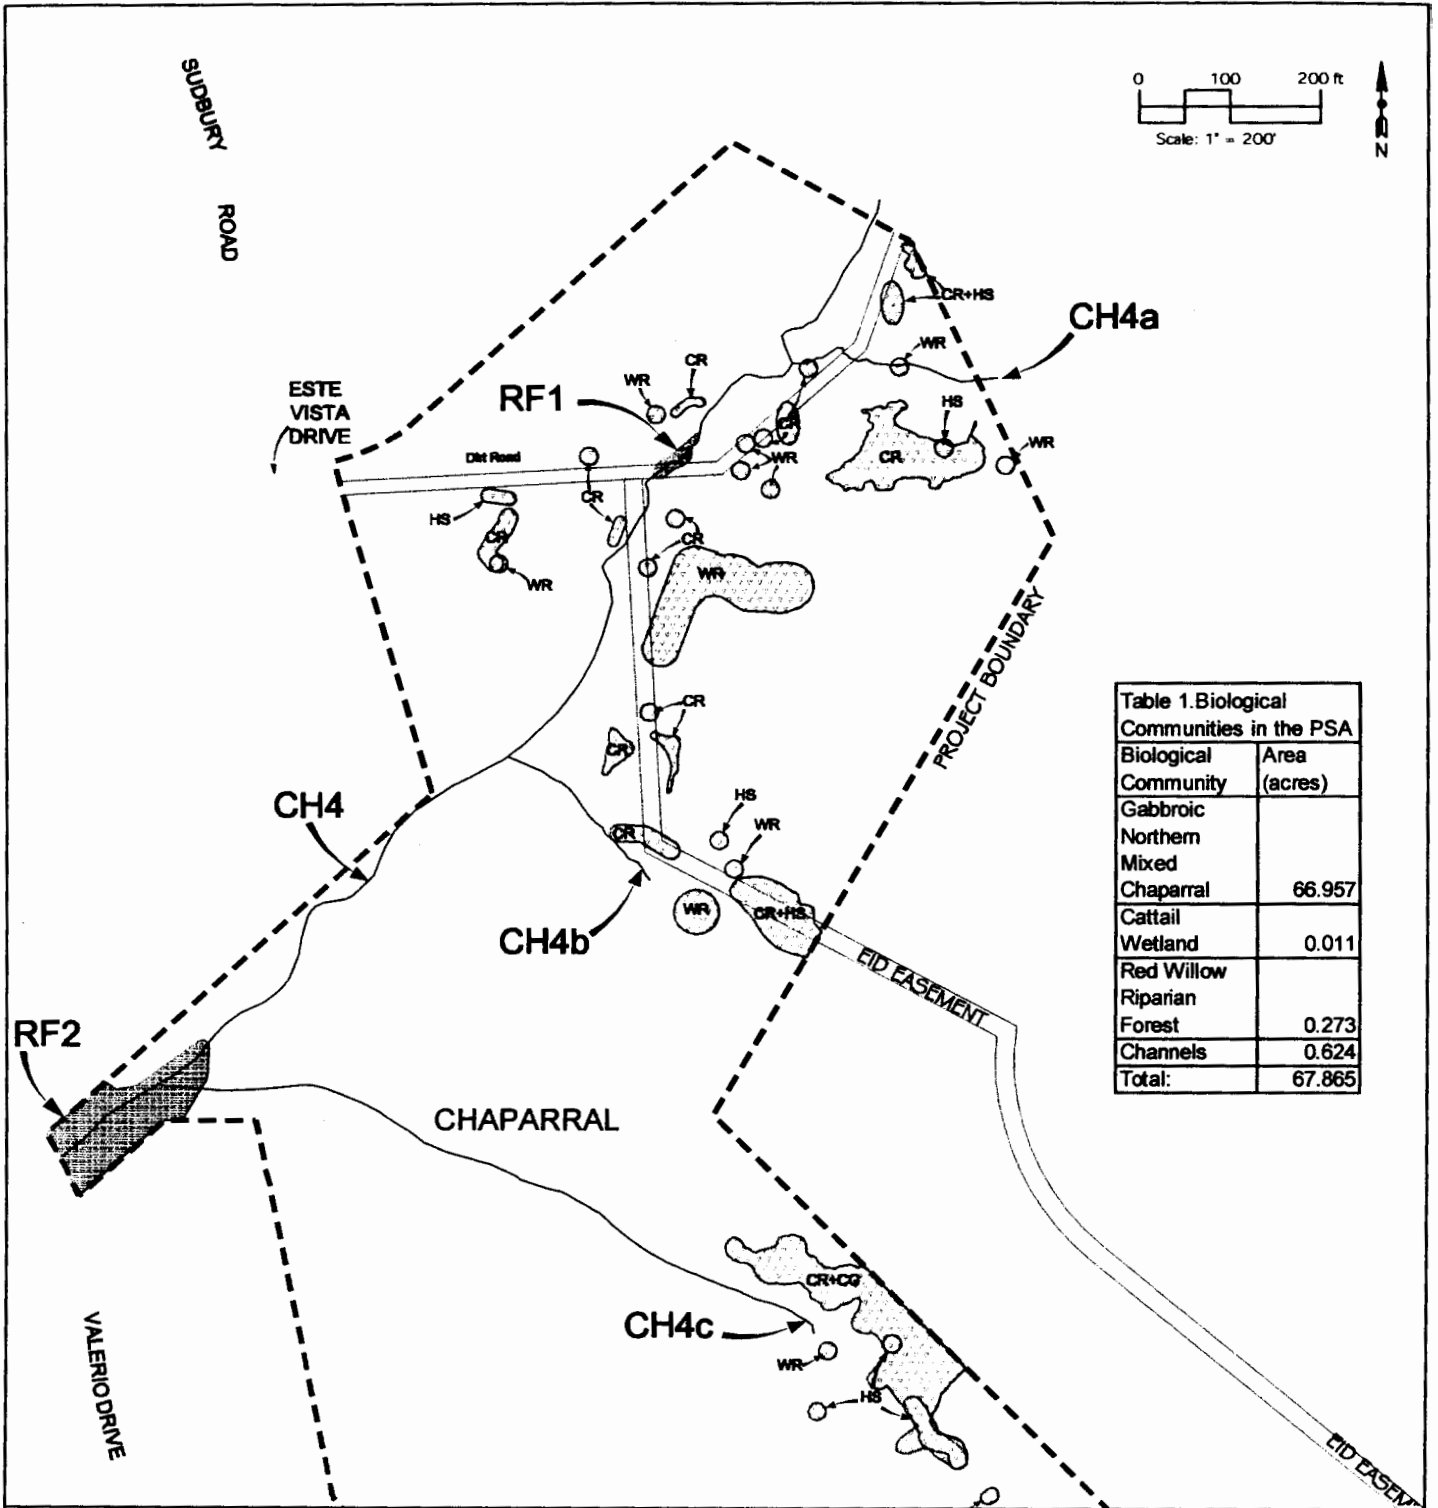 SUDBURY
ROAD
0 100 200 ft
Scale: 1" = 200'
N
CR+HS
CH4a
WR
CR
WR
RF1
ESTE
VISTA
DRIVE
HS
CR
WR
CR
Dirt Road
WR
CR
HS
CR
CR
WR
WR
PROJECT BOUNDARY
CR
CR
Table 1.Biological
Communities in the PSA
Biological
Community
Area
(acres)
Gabbroic
Northern
Mixed
Chaparral 66.957
Cattail
Wetland 0.011
Red Willow
Riparian
Forest 0.273
Channels 0.624
Total: 67.865
CH4
HS
WR
CR
WR
CR+HS
CH4b
EID EASEMENT
RF2
CHAPARRAL
CR+CG
CH4c
WR
HS
VALERIO DRIVE
EID EASEM